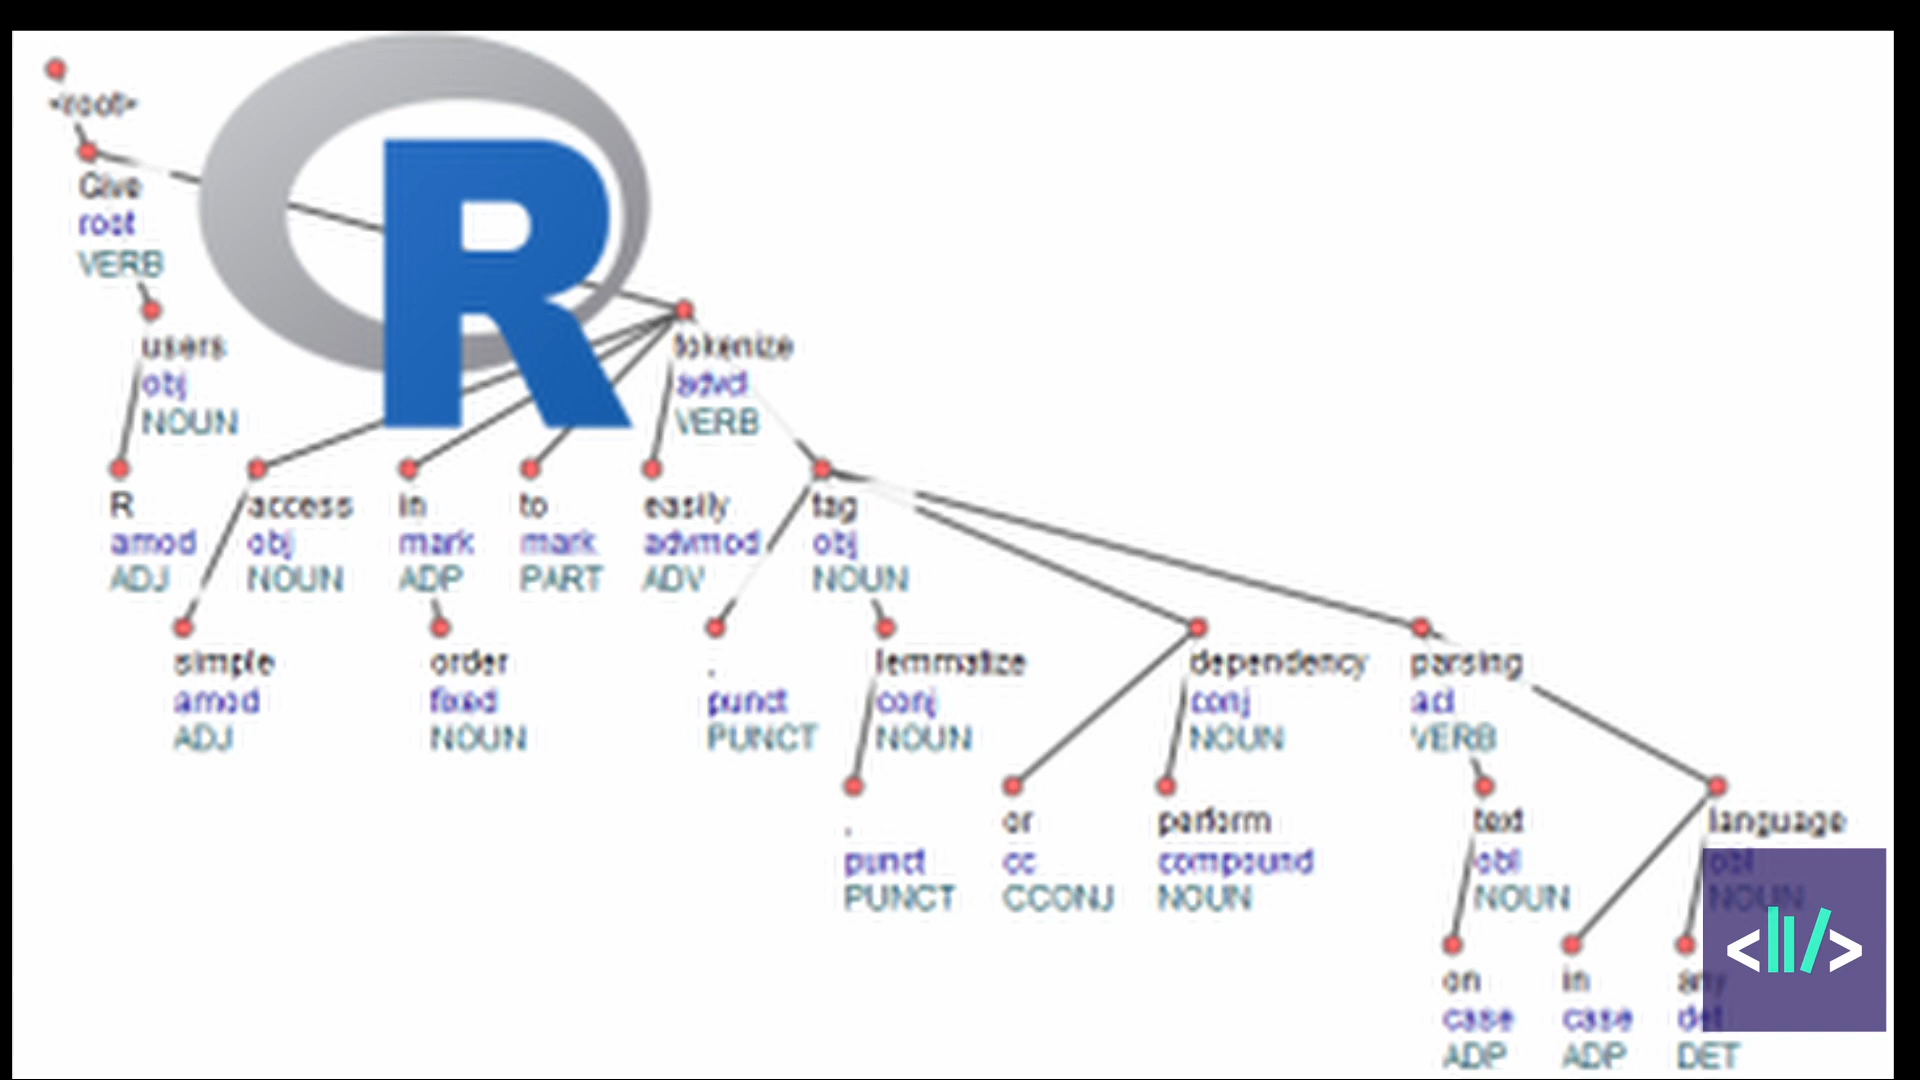 <root>
Give
root
VERB
R
users
obj
NOUN
tokenize
advcl
VERB
R
amod
ADJ
access
obj
NOUN
in
mark
ADP
to
mark
PART
easily
advmod
ADV
tag
obj
NOUN
simple
amod
ADJ
order
fixed
NOUN
,
punct
PUNCT
lemmatize
conj
NOUN
dependency
conj
NOUN
parsing
acl
VERB
,
punct
PUNCT
or
cc
CCONJ
perform
compound
NOUN
text
obl
NOUN
language
obl
NOUN
on
case
ADP
in
case
ADP
any
det
DET